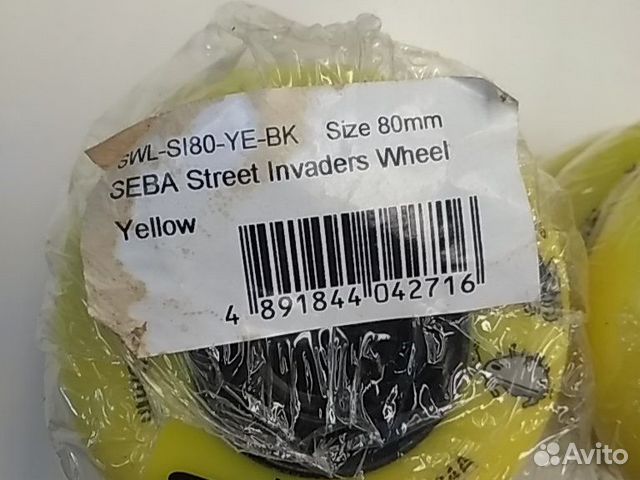 SWL-SI80-YE-BK Size 80mm
SEBA Street Invaders Wheel
Yellow
4 891844 042716
Avito